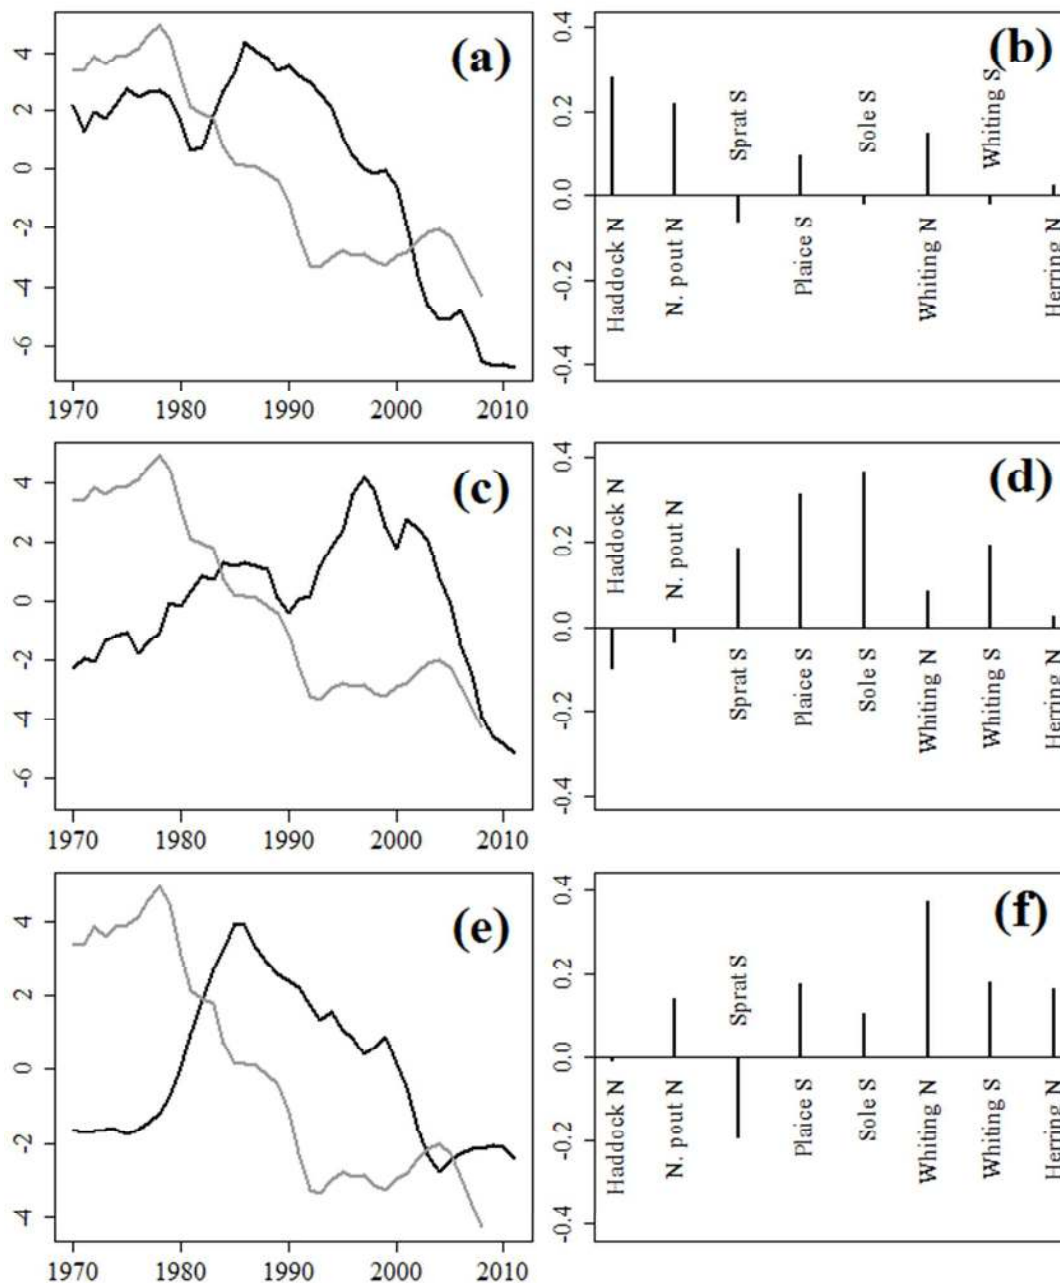 (a)
4
2
0
-2
-4
-6
1970 1980 1990 2000 2010
(b)
0.4
0.2
0.0
-0.2
-0.4
Haddock N
N. pout N
Sprat S
Plaice S
Sole S
Whiting N
Whiting S
Herring N
(c)
4
2
0
-2
-4
-6
1970 1980 1990 2000 2010
(d)
0.4
0.2
0.0
-0.2
-0.4
Haddock N
N. pout N
Sprat S
Plaice S
Sole S
Whiting N
Whiting S
Herring N
(e)
4
2
0
-2
-4
1970 1980 1990 2000 2010
(f)
0.4
0.2
0.0
-0.2
-0.4
Haddock N
N. pout N
Sprat S
Plaice S
Sole S
Whiting N
Whiting S
Herring N